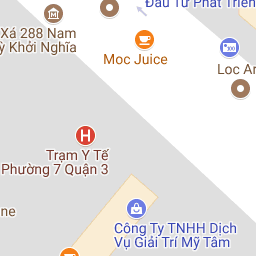 Đầu Tư Phát Triển
Xá 288 Nam
Kỳ Khởi Nghĩa
Moc Juice
Loc An
H
Trạm Y Tế
Phường 7 Quận 3
Công Ty TNHH Dịch
Vụ Giải Trí Mỹ Tâm